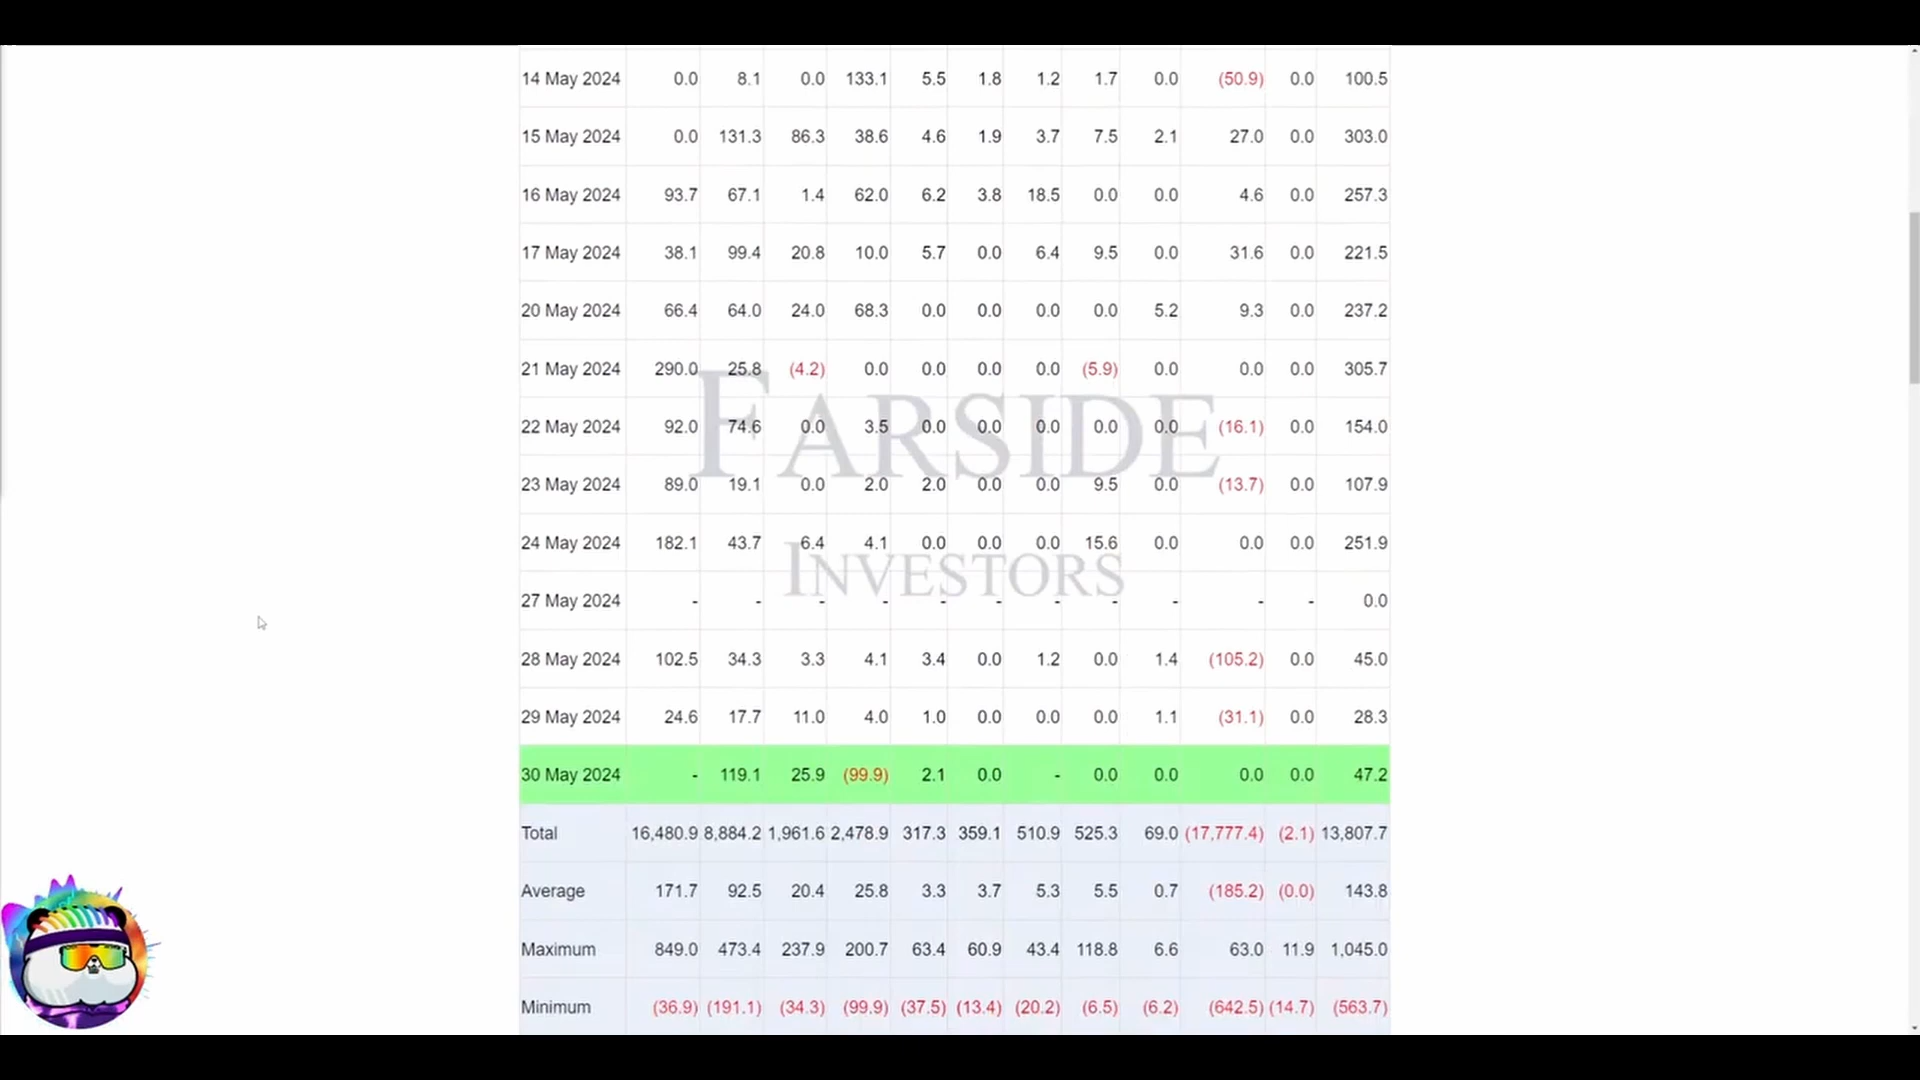 14 May 2024 0.0 8.1 0.0 133.1 5.5 1.8 1.2 1.7 0.0 (50.9) 0.0 100.5
15 May 2024 0.0 131.3 86.3 38.6 4.6 1.9 3.7 7.5 2.1 27.0 0.0 303.0
16 May 2024 93.7 67.1 1.4 62.0 6.2 3.8 18.5 0.0 0.0 4.6 0.0 257.3
17 May 2024 38.1 99.4 20.8 10.0 5.7 0.0 6.4 9.5 0.0 31.6 0.0 221.5
20 May 2024 66.4 64.0 24.0 68.3 0.0 0.0 0.0 0.0 5.2 9.3 0.0 237.2
21 May 2024 290.0 25.8 (4.2) 0.0 0.0 0.0 0.0 (5.9) 0.0 0.0 0.0 305.7
FARSIDE
22 May 2024 92.0 74.6 0.0 3.5 0.0 0.0 0.0 0.0 0.0 (16.1) 0.0 154.0
23 May 2024 89.0 19.1 0.0 2.0 2.0 0.0 0.0 9.5 0.0 (13.7) 0.0 107.9
24 May 2024 182.1 43.7 6.4 4.1 0.0 0.0 0.0 15.6 0.0 0.0 0.0 251.9
INVESTORS
27 May 2024 - - - - - - - - - - - 0.0
28 May 2024 102.5 34.3 3.3 4.1 3.4 0.0 1.2 0.0 1.4 (105.2) 0.0 45.0
29 May 2024 24.6 17.7 11.0 4.0 1.0 0.0 0.0 0.0 1.1 (31.1) 0.0 28.3
30 May 2024 - 119.1 25.9 (99.9) 2.1 0.0 - 0.0 0.0 0.0 0.0 47.2
Total 16,480.9 8,884.2 1,961.6 2,478.9 317.3 359.1 510.9 525.3 69.0 (17,777.4) (2.1) 13,807.7
Average 171.7 92.5 20.4 25.8 3.3 3.7 5.3 5.5 0.7 (185.2) (0.0) 143.8
Maximum 849.0 473.4 237.9 200.7 63.4 60.9 43.4 118.8 6.6 63.0 11.9 1,045.0
Minimum (36.9) (191.1) (34.3) (99.9) (37.5) (13.4) (20.2) (6.5) (6.2) (642.5) (14.7) (563.7)